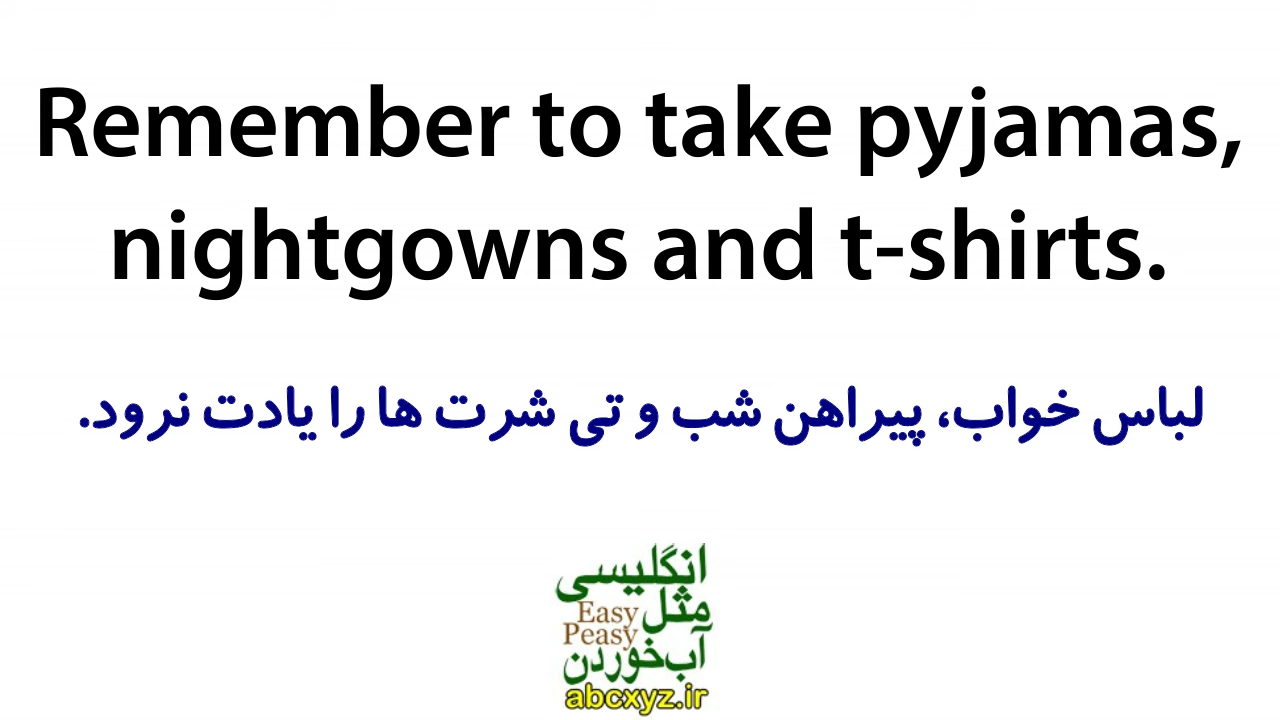 Remember to take pyjamas,
nightgowns and t-shirts.
لباس خواب، پیراهن شب و تی شرت ها را یادت نرود.
انگلیسی
مثل
Easy
Peasy
آب خوردن
abcxyz.ir